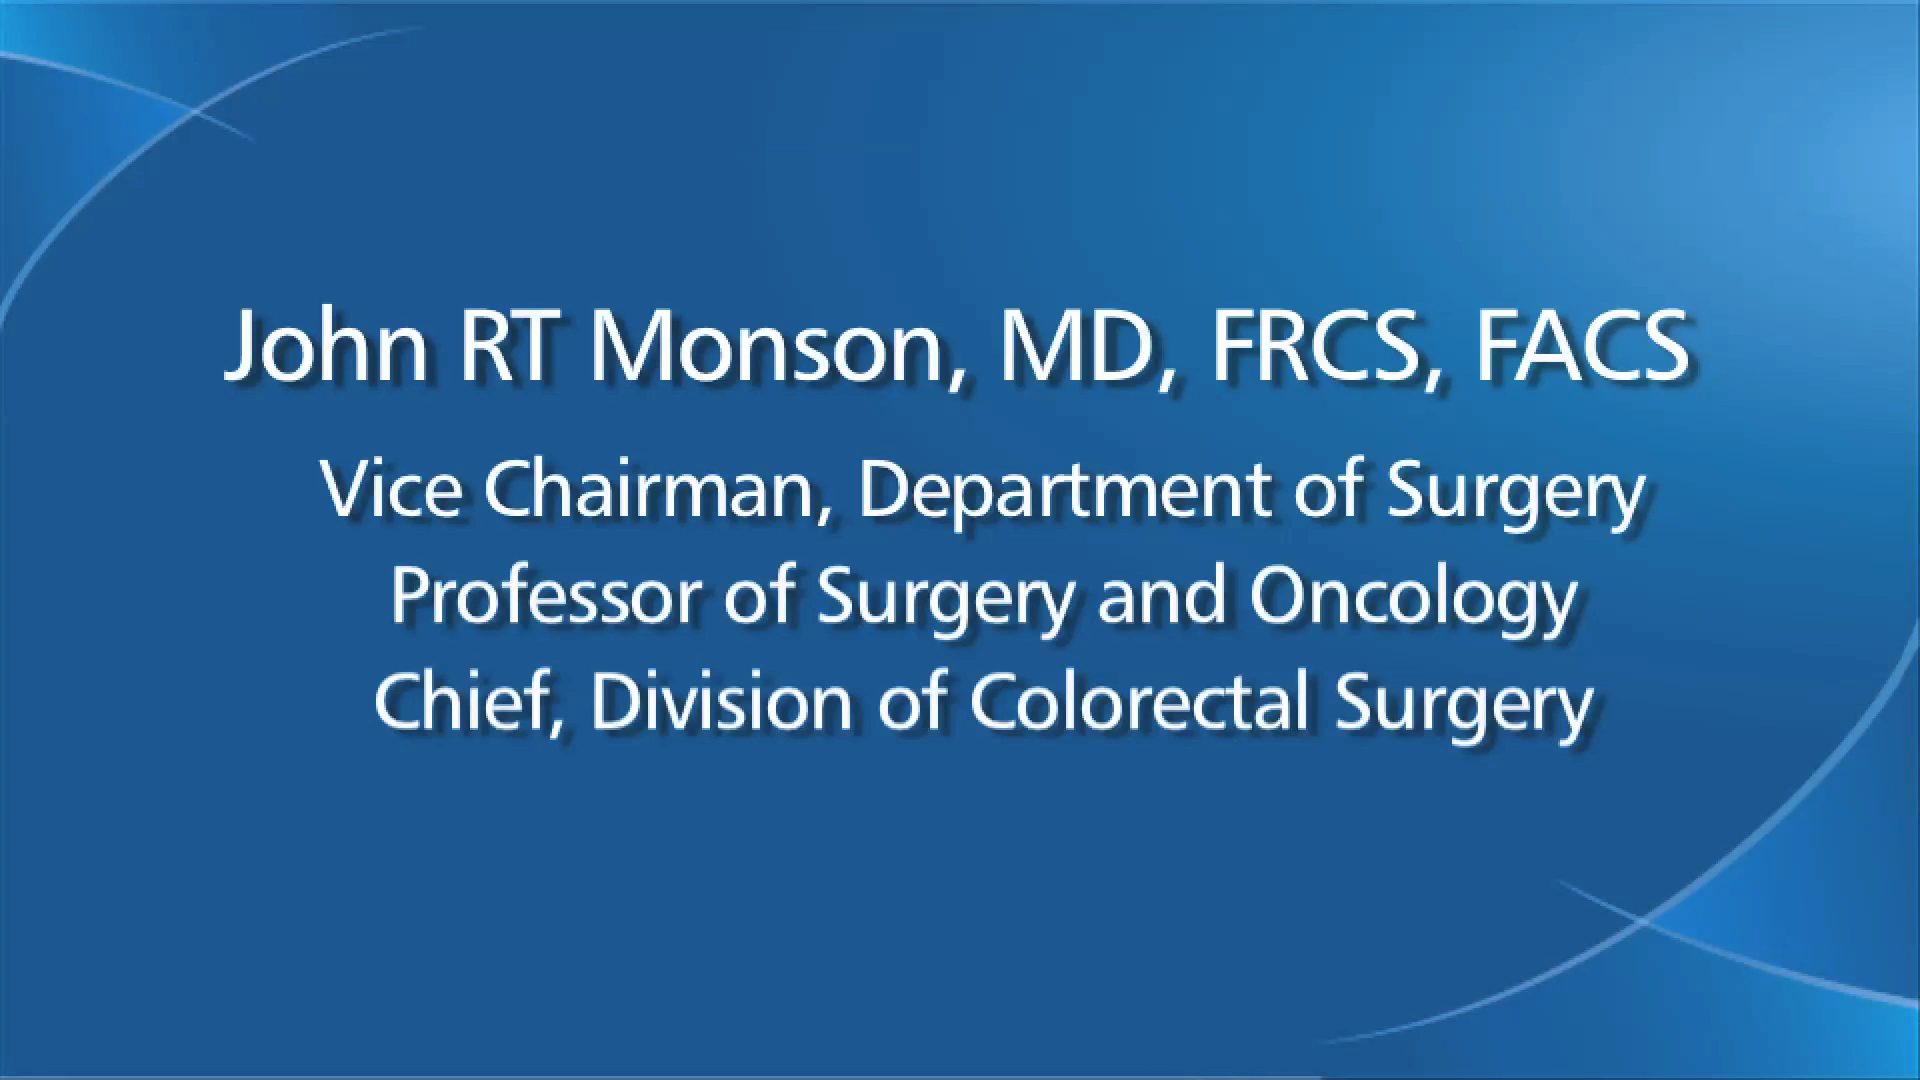 John RT Monson, MD, FRCS, FACS
Vice Chairman, Department of Surgery
Professor of Surgery and Oncology
Chief, Division of Colorectal Surgery